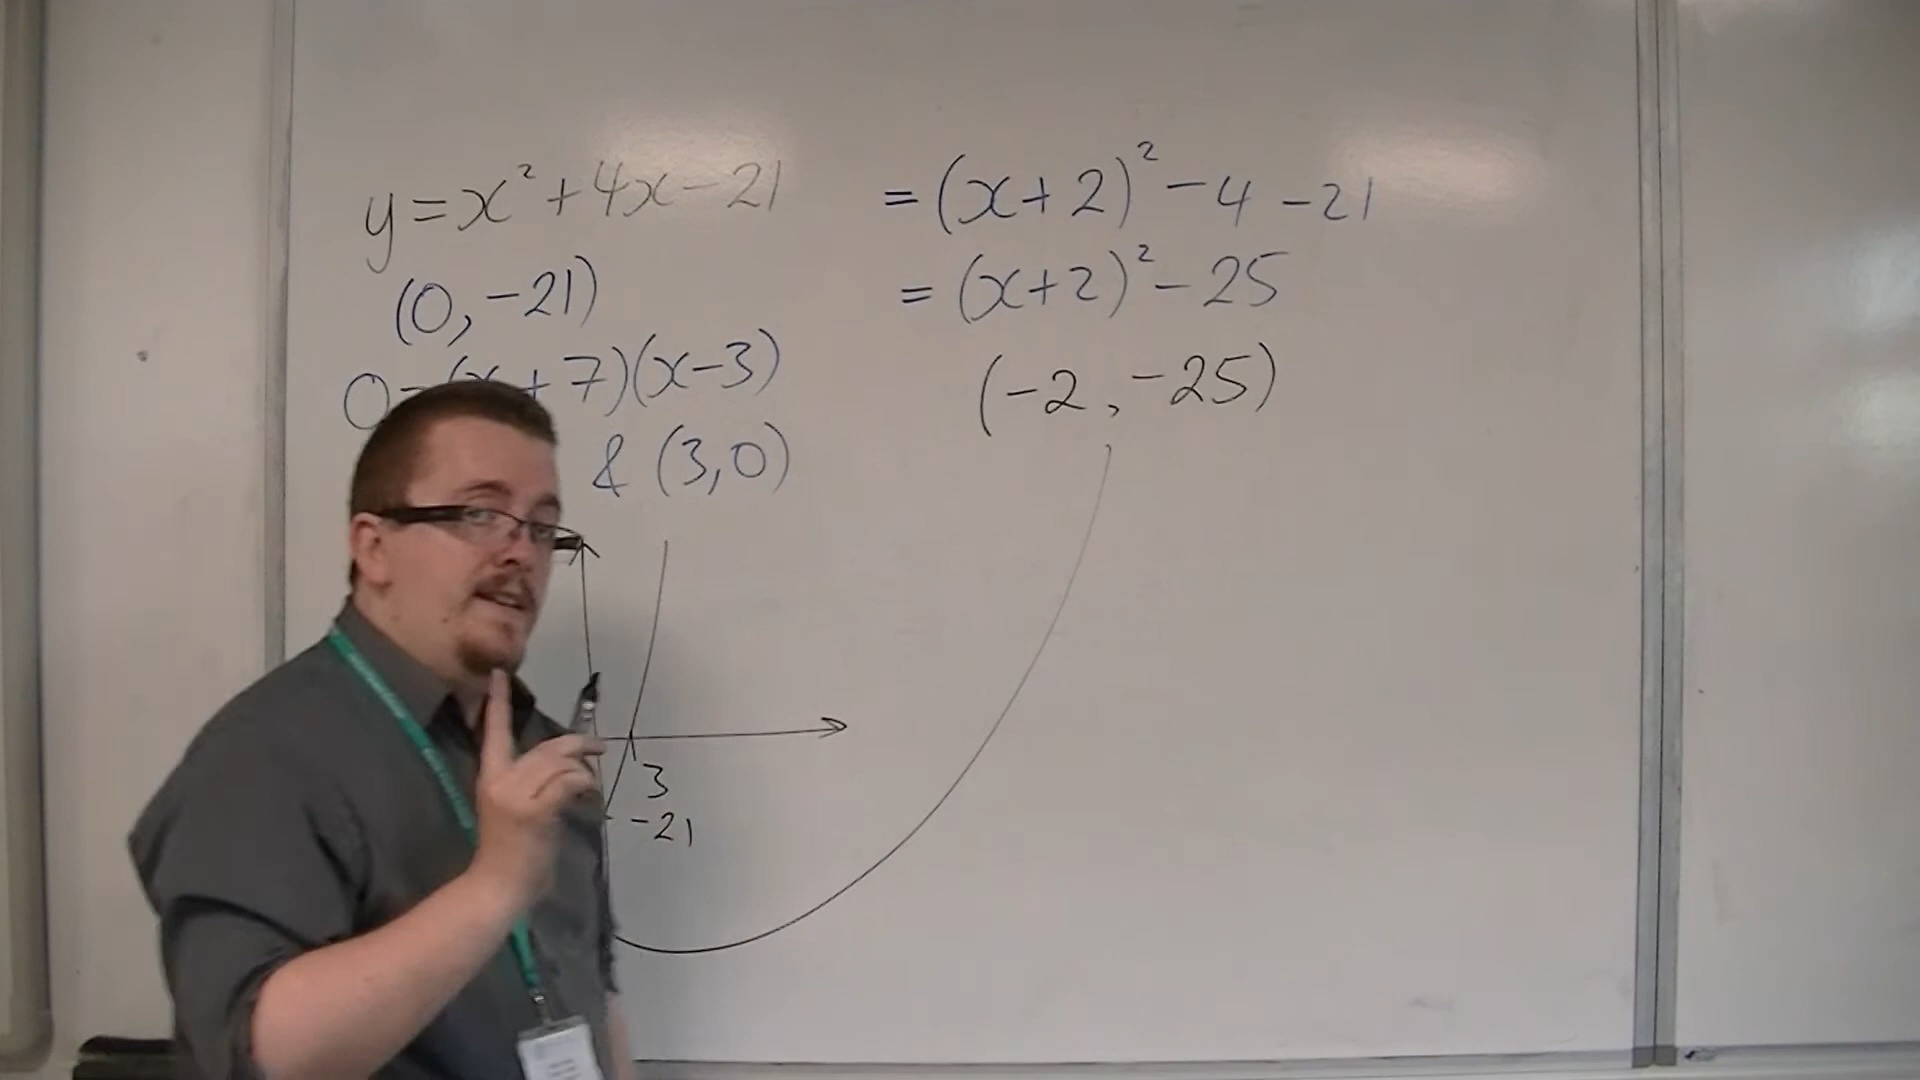 y = x² + 4x - 21
(0, -21)
0 = (x + 7)(x - 3)
& (3, 0)
3
-21
= (x + 2)² - 4 - 21
= (x + 2)² - 25
(-2, -25)